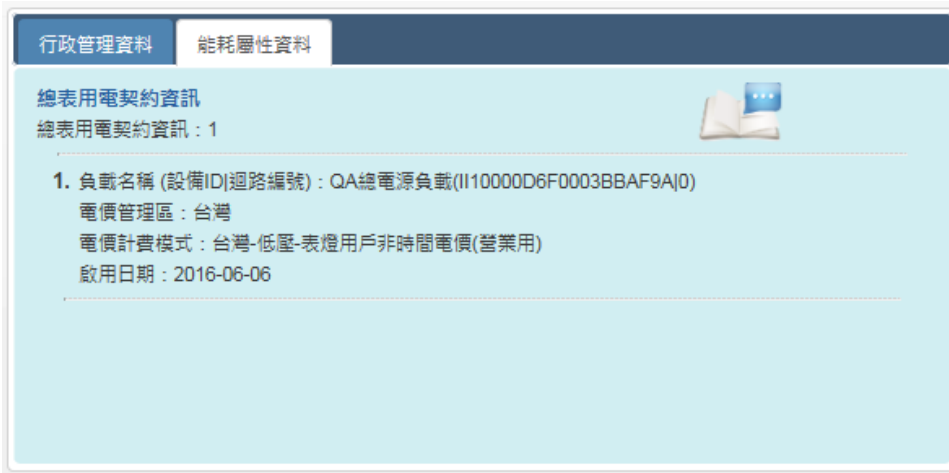 行政管理資料
能耗屬性資料
總表用電契約資訊
總表用電契約資訊：1
1. 負載名稱 (設備ID|迴路編號)：QA總電源負載(II10000D6F0003BBAF9A|0)
電價管理區：台灣
電價計費模式：台灣-低壓-表燈用戶非時間電價(營業用)
啟用日期：2016-06-06